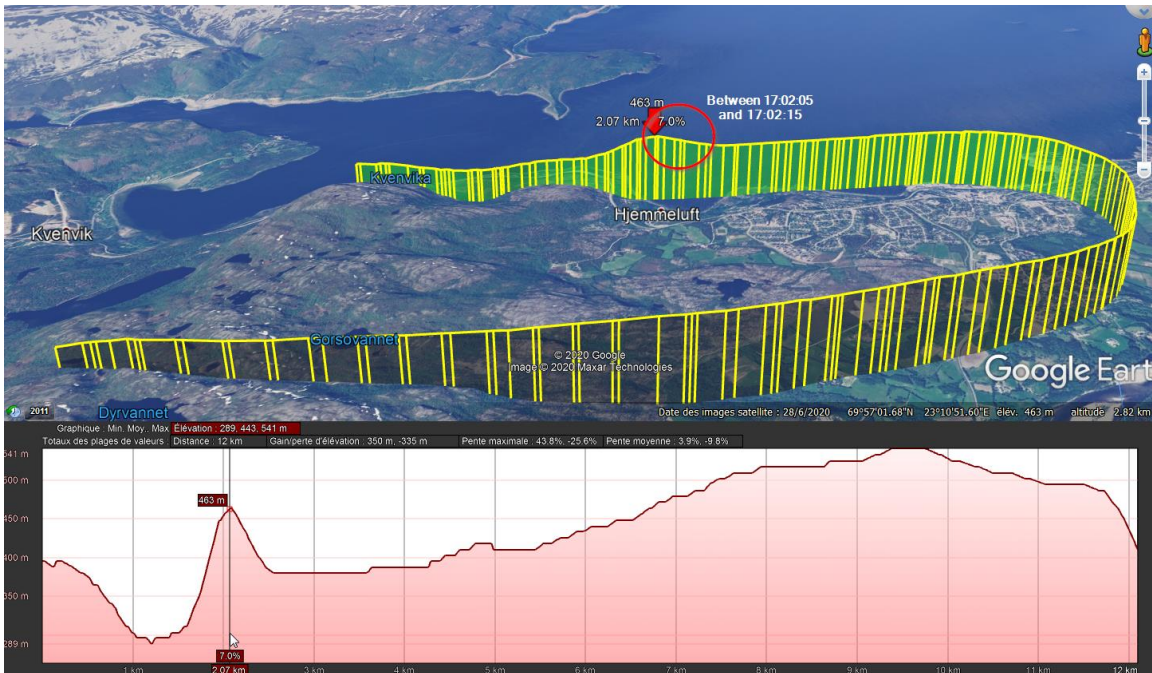 463 m
2.07 km 7.0%
Between 17:02:05
and 17:02:15
Kvenvika
Hjemmeluft
Kvenvik
Gorsovannet
© 2020 Google
Image © 2020 Maxar Technologies
Google Eart
2011
Dyrvannet
Date des images satellite : 28/6/2020 69°57'01.68"N 23°10'51.60"E élév. 463 m altitude 2.82 km
Graphique : Min. Moy.. Max Élévation : 289, 443, 541 m
Totaux des plages de valeurs : Distance : 12 km Gain/perte d'élévation : 350 m, -335 m Pente maximale : 43.8%, -25.6% Pente moyenne : 3.9%, -9.8%
541 m
500 m
463 m
450 m
400 m
350 m
289 m
7.0%
1 km 2.07 km 3 km 4 km 5 km 6 km 7 km 8 km 9 km 10 km 11 km 12 km